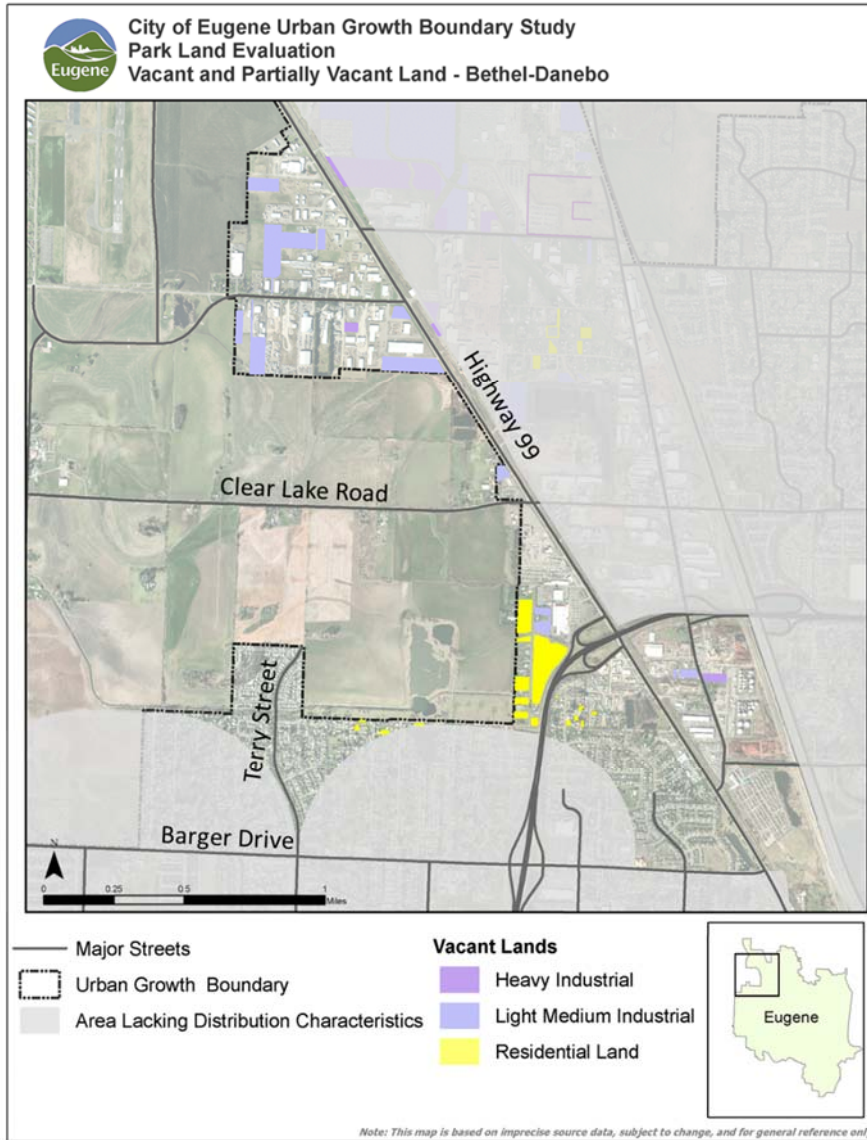 City of Eugene Urban Growth Boundary Study
Park Land Evaluation
Vacant and Partially Vacant Land - Bethel-Danebo
Eugene
Highway 99
Clear Lake Road
Terry Street
Barger Drive
N
0 0.25 0.5 1
Miles
Major Streets
Urban Growth Boundary
Area Lacking Distribution Characteristics
Vacant Lands
Heavy Industrial
Light Medium Industrial
Residential Land
Eugene
Note: This map is based on imprecise source data, subject to change, and for general reference onl